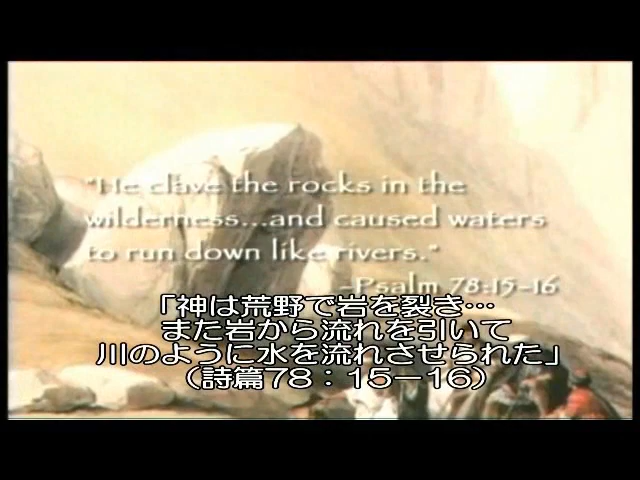 "He clave the rocks in the
wilderness...and caused waters
to run down like rivers."
-Psalm 78:15-16
「神は荒野で岩を裂き…
また岩から流れを引いて
川のように水を流れさせられた」
（詩篇78：15－16）